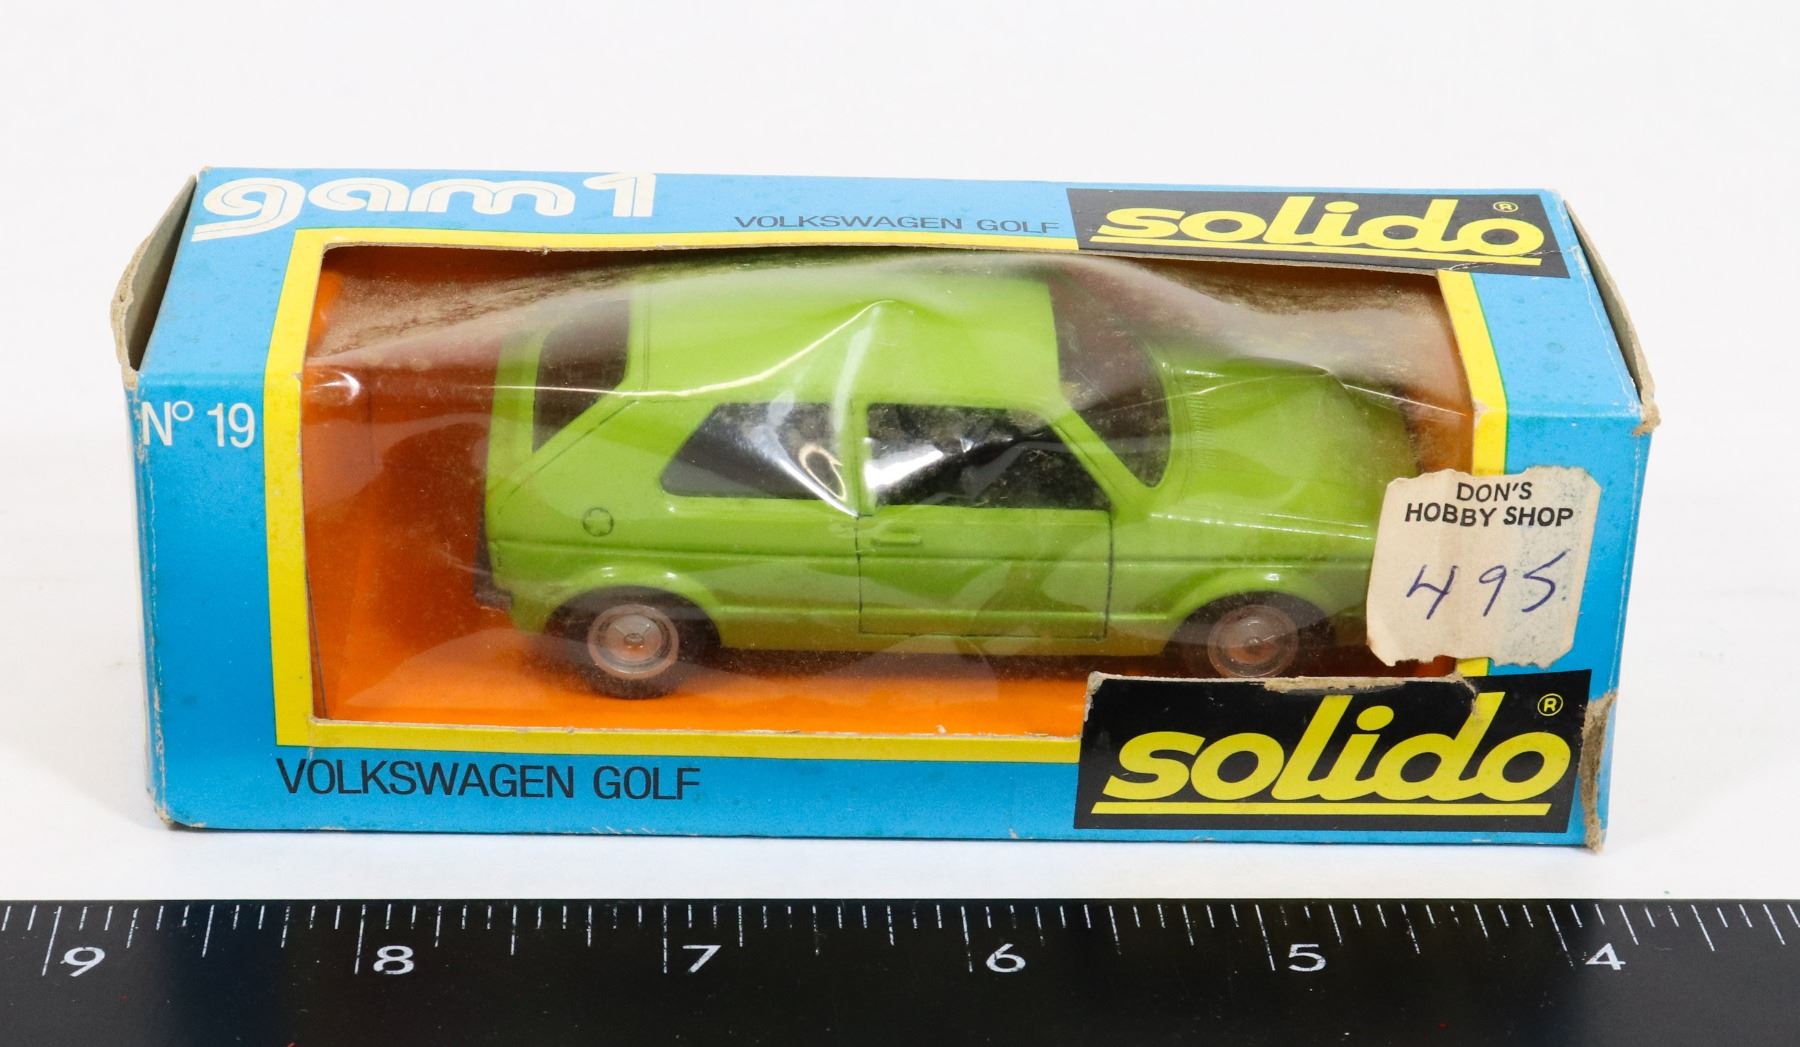 gam1
VOLKSWAGEN GOLF
solido®
N° 19
DON'S
HOBBY SHOP
495
VOLKSWAGEN GOLF
solido®
9 8 7 6 5 4